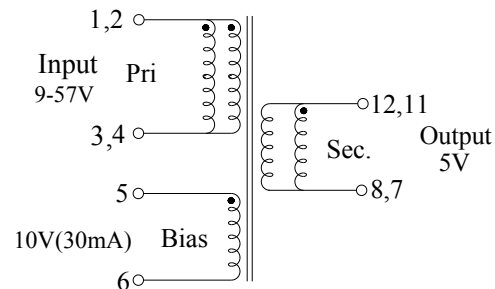 1,2
Input
9-57V
Pri
3,4
12,11
Sec.
Output
5V
8,7
5
10V(30mA)
Bias
6